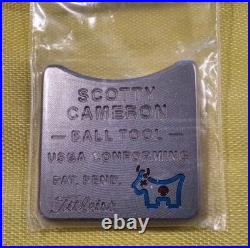 SCOTTY
CAMERON
— BALL TOOL —
USGA CONFORMING
PAT. PEND.
Titleist